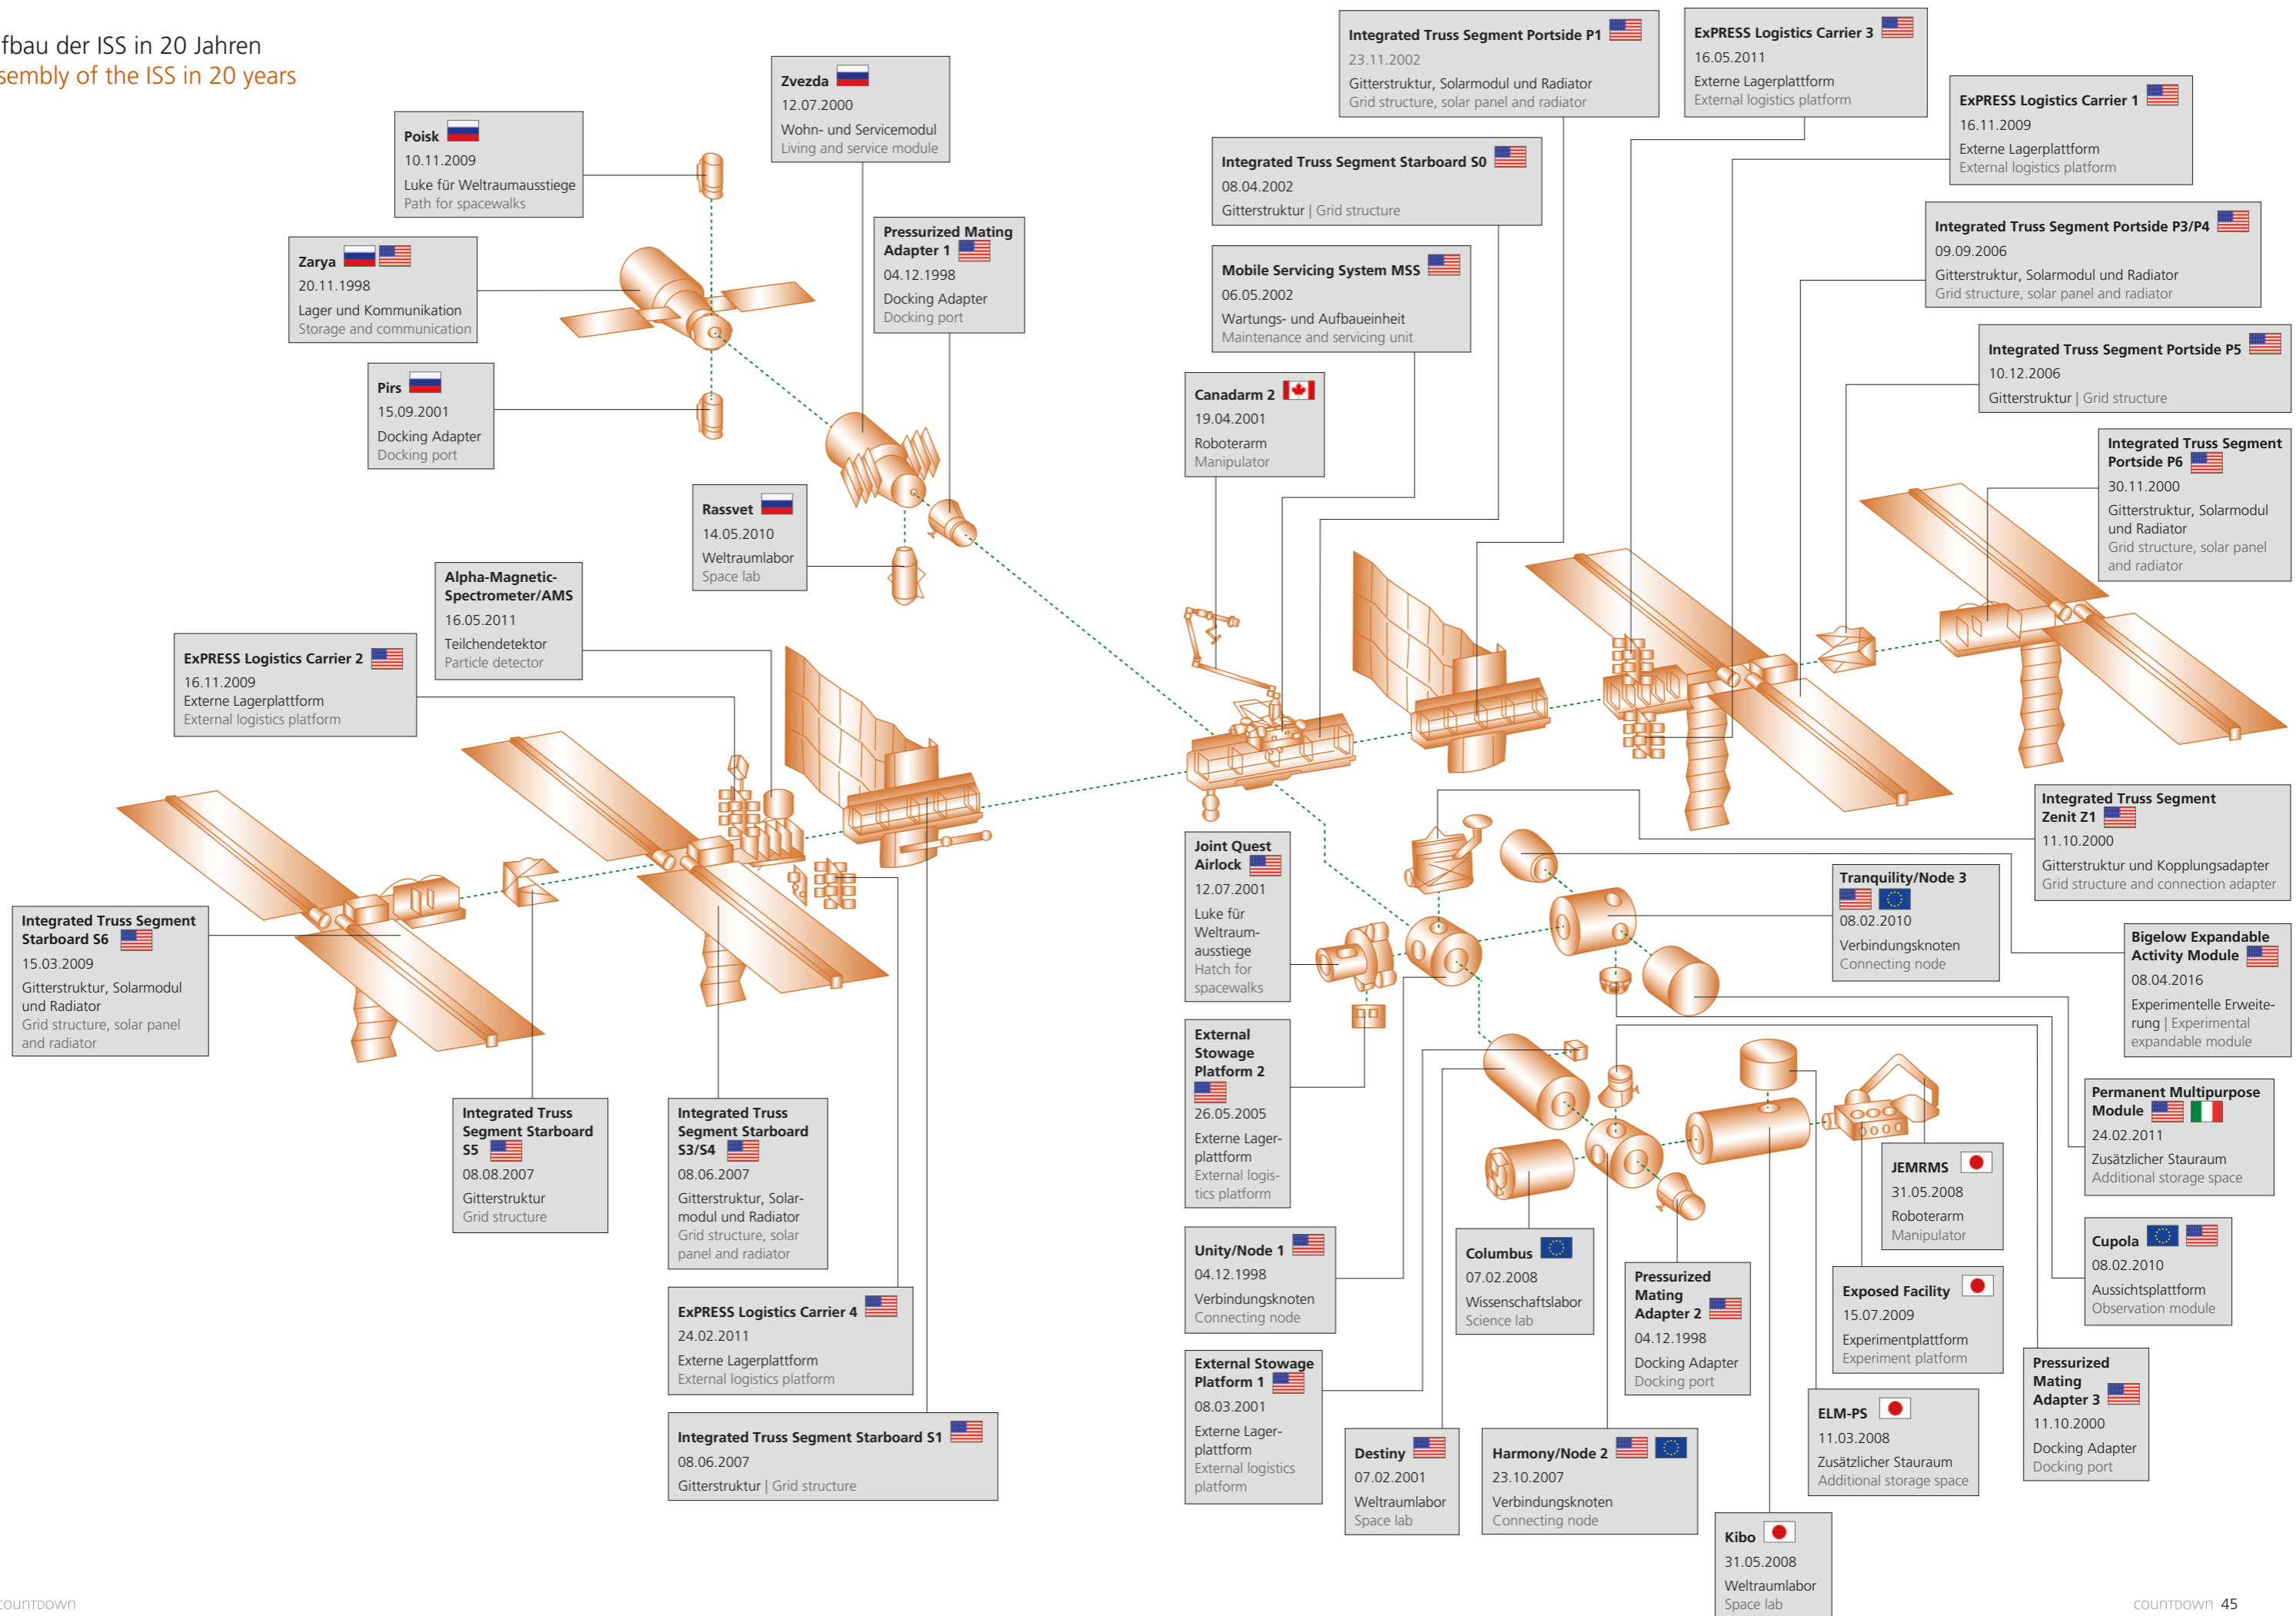 fbau der ISS in 20 Jahren
sembly of the ISS in 20 years
Poisk
10.11.2009
Luke für Weltraumausstiege
Path for spacewalks
Zarya
20.11.1998
Lager und Kommunikation
Storage and communication
Pirs
15.09.2001
Docking Adapter
Docking port
Zvezda
12.07.2000
Wohn- und Servicemodul
Living and service module
Pressurized Mating
Adapter 1
04.12.1998
Docking Adapter
Docking port
Rassvet
14.05.2010
Weltraumlabor
Space lab
Alpha-Magnetic-
Spectrometer/AMS
16.05.2011
Teilchendetektor
Particle detector
ExPRESS Logistics Carrier 2
16.11.2009
Externe Lagerplattform
External logistics platform
Integrated Truss Segment
Starboard S6
15.03.2009
Gitterstruktur, Solarmodul
und Radiator
Grid structure, solar panel
and radiator
Integrated Truss
Segment Starboard
S5
08.08.2007
Gitterstruktur
Grid structure
Integrated Truss
Segment Starboard
S3/S4
08.06.2007
Gitterstruktur, Solar-
modul und Radiator
Grid structure, solar
panel and radiator
ExPRESS Logistics Carrier 4
24.02.2011
Externe Lagerplattform
External logistics platform
Integrated Truss Segment Starboard S1
08.06.2007
Gitterstruktur | Grid structure
Integrated Truss Segment Portside P1
23.11.2002
Gitterstruktur, Solarmodul und Radiator
Grid structure, solar panel and radiator
ExPRESS Logistics Carrier 3
16.05.2011
Externe Lagerplattform
External logistics platform
ExPRESS Logistics Carrier 1
16.11.2009
Externe Lagerplattform
External logistics platform
Integrated Truss Segment Starboard S0
08.04.2002
Gitterstruktur | Grid structure
Integrated Truss Segment Portside P3/P4
09.09.2006
Gitterstruktur, Solarmodul und Radiator
Grid structure, solar panel and radiator
Mobile Servicing System MSS
06.05.2002
Wartungs- und Aufbaueinheit
Maintenance and servicing unit
Integrated Truss Segment Portside P5
10.12.2006
Gitterstruktur | Grid structure
Canadarm 2
19.04.2001
Roboterarm
Manipulator
Integrated Truss Segment
Portside P6
30.11.2000
Gitterstruktur, Solarmodul
und Radiator
Grid structure, solar panel
and radiator
Integrated Truss Segment
Zenit Z1
11.10.2000
Gitterstruktur und Kopplungsadapter
Grid structure and connection adapter
Joint Quest
Airlock
12.07.2001
Luke für
Weltraum-
ausstiege
Hatch for
spacewalks
Tranquility/Node 3
08.02.2010
Verbindungsknoten
Connecting node
Bigelow Expandable
Activity Module
08.04.2016
Experimentelle Erweite-
rung | Experimental
expandable module
External
Stowage
Platform 2
26.05.2005
Externe Lager-
plattform
External logis-
tics platform
Permanent Multipurpose
Module
24.02.2011
Zusätzlicher Stauraum
Additional storage space
JEMRMS
31.05.2008
Roboterarm
Manipulator
Unity/Node 1
04.12.1998
Verbindungsknoten
Connecting node
Columbus
07.02.2008
Wissenschaftslabor
Science lab
Pressurized
Mating
Adapter 2
04.12.1998
Docking Adapter
Docking port
Exposed Facility
15.07.2009
Experimentplattform
Experiment platform
Cupola
08.02.2010
Aussichtsplattform
Observation module
External Stowage
Platform 1
08.03.2001
Externe Lager-
plattform
External logistics
platform
Pressurized
Mating
Adapter 3
11.10.2000
Docking Adapter
Docking port
ELM-PS
11.03.2008
Zusätzlicher Stauraum
Additional storage space
Destiny
07.02.2001
Weltraumlabor
Space lab
Harmony/Node 2
23.10.2007
Verbindungsknoten
Connecting node
Kibo
31.05.2008
Weltraumlabor
Space lab
COUNTDOWN
COUNTDOWN 45